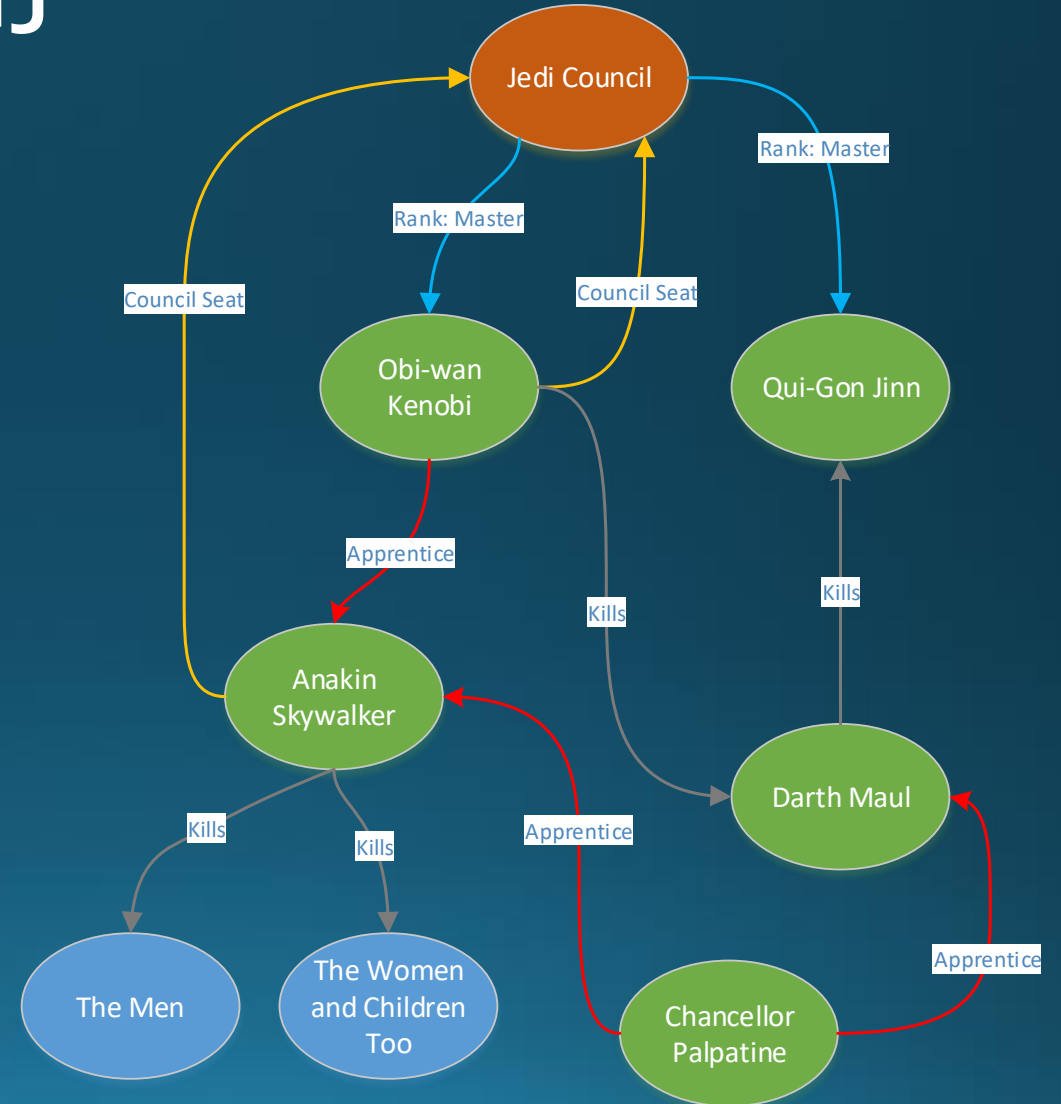 Jedi Council
Rank: Master
Rank: Master
Council Seat
Council Seat
Obi-wan
Kenobi
Qui-Gon Jinn
Apprentice
Kills
Kills
Anakin
Skywalker
Darth Maul
Kills
Kills
Apprentice
Apprentice
The Men
The Women
and Children
Too
Chancellor
Palpatine